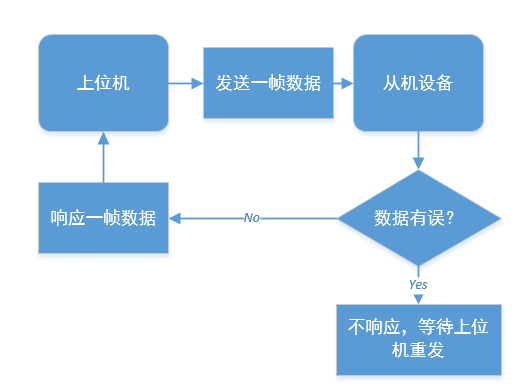 上位机
发送一帧数据
从机设备
响应一帧数据
No
数据有误？
Yes
不响应，等待上位
机重发